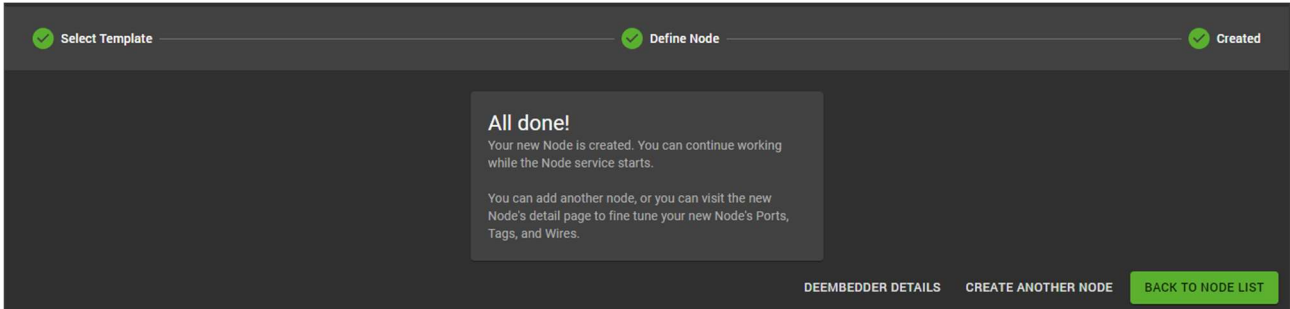 Select Template
Define Node
Created
All done!
Your new Node is created. You can continue working
while the Node service starts.
You can add another node, or you can visit the new
Node's detail page to fine tune your new Node's Ports,
Tags, and Wires.
DEEMBEDDER DETAILS
CREATE ANOTHER NODE
BACK TO NODE LIST